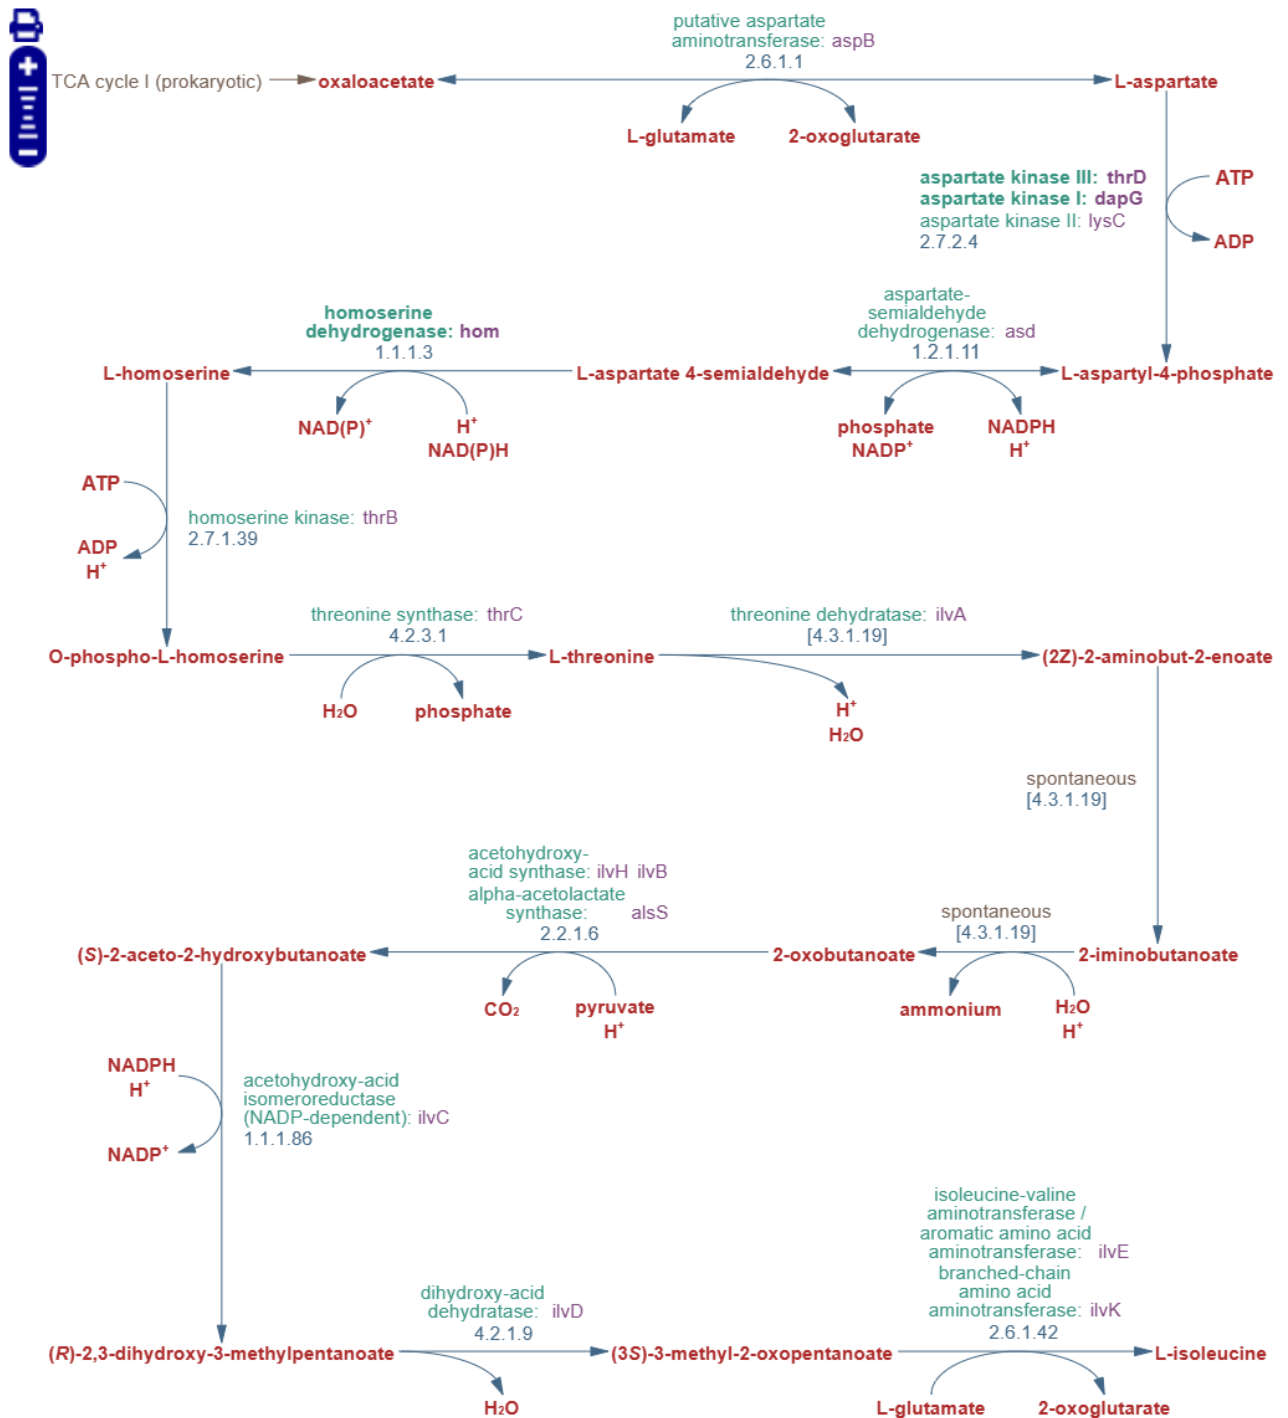 putative aspartate
aminotransferase: aspB
2.6.1.1
TCA cycle I (prokaryotic)
oxaloacetate
L-aspartate
L-glutamate
2-oxoglutarate
aspartate kinase III: thrD
aspartate kinase I: dapG
aspartate kinase II: lysC
2.7.2.4
ATP
ADP
homoserine
dehydrogenase: hom
1.1.1.3
aspartate-
semialdehyde
dehydrogenase: asd
1.2.1.11
L-homoserine
L-aspartate 4-semialdehyde
L-aspartyl-4-phosphate
NAD(P)⁺
H⁺
NAD(P)H
phosphate
NADP⁺
NADPH
H⁺
ATP
ADP
H⁺
homoserine kinase: thrB
2.7.1.39
threonine synthase: thrC
4.2.3.1
threonine dehydratase: ilvA
[4.3.1.19]
O-phospho-L-homoserine
L-threonine
(2Z)-2-aminobut-2-enoate
H₂O
phosphate
H⁺
H₂O
spontaneous
[4.3.1.19]
acetohydroxy-
acid synthase: ilvH ilvB
alpha-acetolactate
synthase: alsS
2.2.1.6
spontaneous
[4.3.1.19]
(S)-2-aceto-2-hydroxybutanoate
2-oxobutanoate
2-iminobutanoate
CO₂
pyruvate
H⁺
ammonium
H₂O
H⁺
NADPH
H⁺
NADP⁺
acetohydroxy-acid
isomeroreductase
(NADP-dependent): ilvC
1.1.1.86
dihydroxy-acid
dehydratase: ilvD
4.2.1.9
isoleucine-valine
aminotransferase /
aromatic amino acid
aminotransferase: ilvE
branched-chain
amino acid
aminotransferase: ilvK
2.6.1.42
(R)-2,3-dihydroxy-3-methylpentanoate
(3S)-3-methyl-2-oxopentanoate
L-isoleucine
H₂O
L-glutamate
2-oxoglutarate